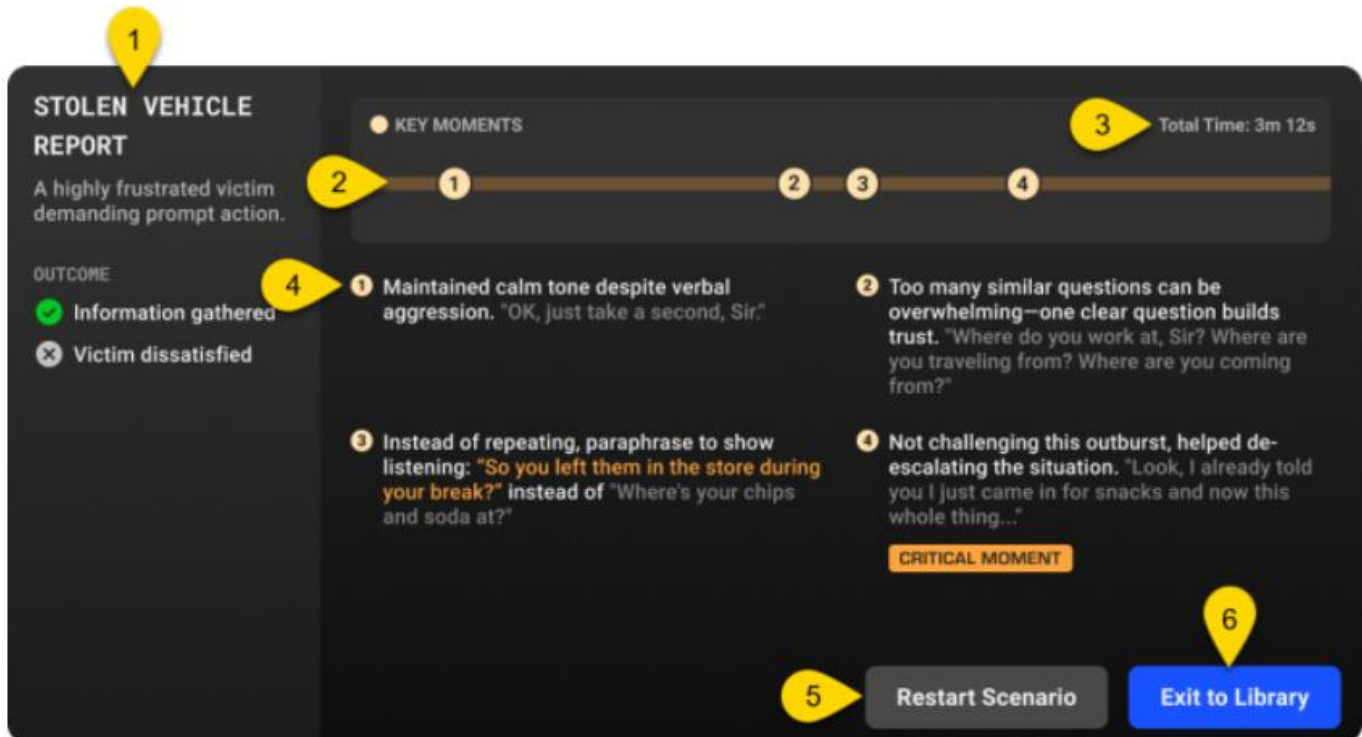 1
STOLEN VEHICLE
REPORT
A highly frustrated victim
demanding prompt action.
OUTCOME
Information gathered
Victim dissatisfied
KEY MOMENTS
3
Total Time: 3m 12s
2
1
2
3
4
4
1 Maintained calm tone despite verbal
aggression. "OK, just take a second, Sir."
2 Too many similar questions can be
overwhelming—one clear question builds
trust. "Where do you work at, Sir? Where are
you traveling from? Where are you coming
from?"
3 Instead of repeating, paraphrase to show
listening: "So you left them in the store during
your break?" instead of "Where's your chips
and soda at?"
4 Not challenging this outburst, helped de-
escalating the situation. "Look, I already told
you I just came in for snacks and now this
whole thing..."
CRITICAL MOMENT
5
Restart Scenario
6
Exit to Library